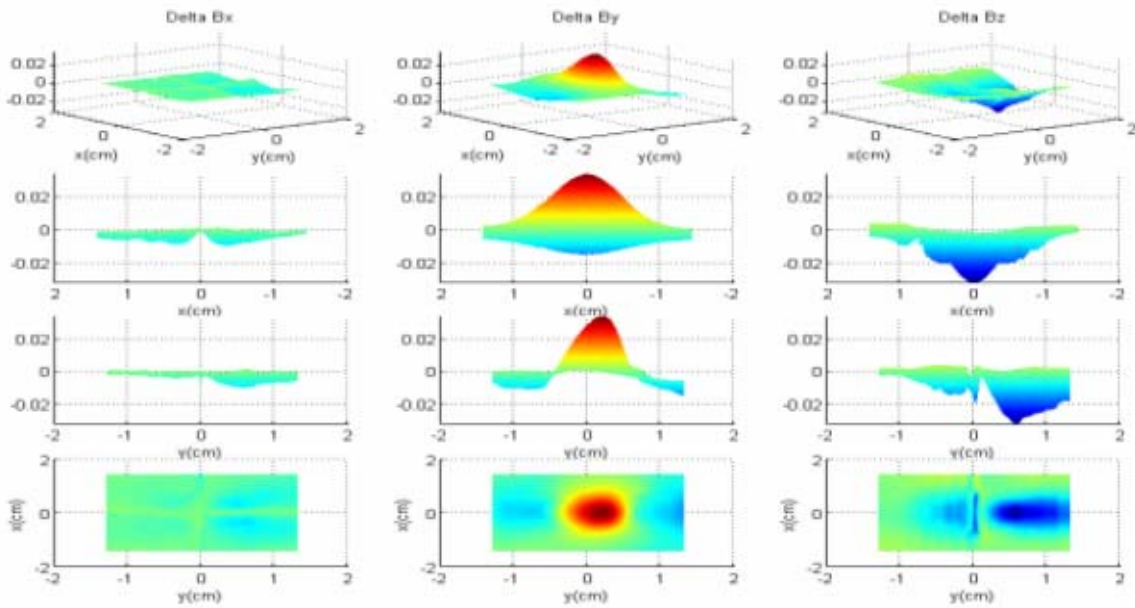 Delta Bx Delta By Delta Bz
0.02 0.02 0.02
0 0 0
-0.02 -0.02 -0.02
2 2 2 2 2 2
0 0 0 0 0 0
x(cm) -2 -2 y(cm) x(cm) -2 -2 y(cm) x(cm) -2 -2 y(cm)
0.02 0.02 0.02
0 0 0
-0.02 -0.02 -0.02
2 1 0 -1 -2 2 1 0 -1 -2 2 1 0 -1 -2
x(cm) x(cm) x(cm)
0.02 0.02 0.02
0 0 0
-0.02 -0.02 -0.02
-2 -1 0 1 2 -2 -1 0 1 2 -2 -1 0 1 2
y(cm) y(cm) y(cm)
2 2 2
x(cm) 0 x(cm) 0 x(cm) 0
-2 -2 -2
-2 -1 0 1 2 -2 -1 0 1 2 -2 -1 0 1 2
y(cm) y(cm) y(cm)